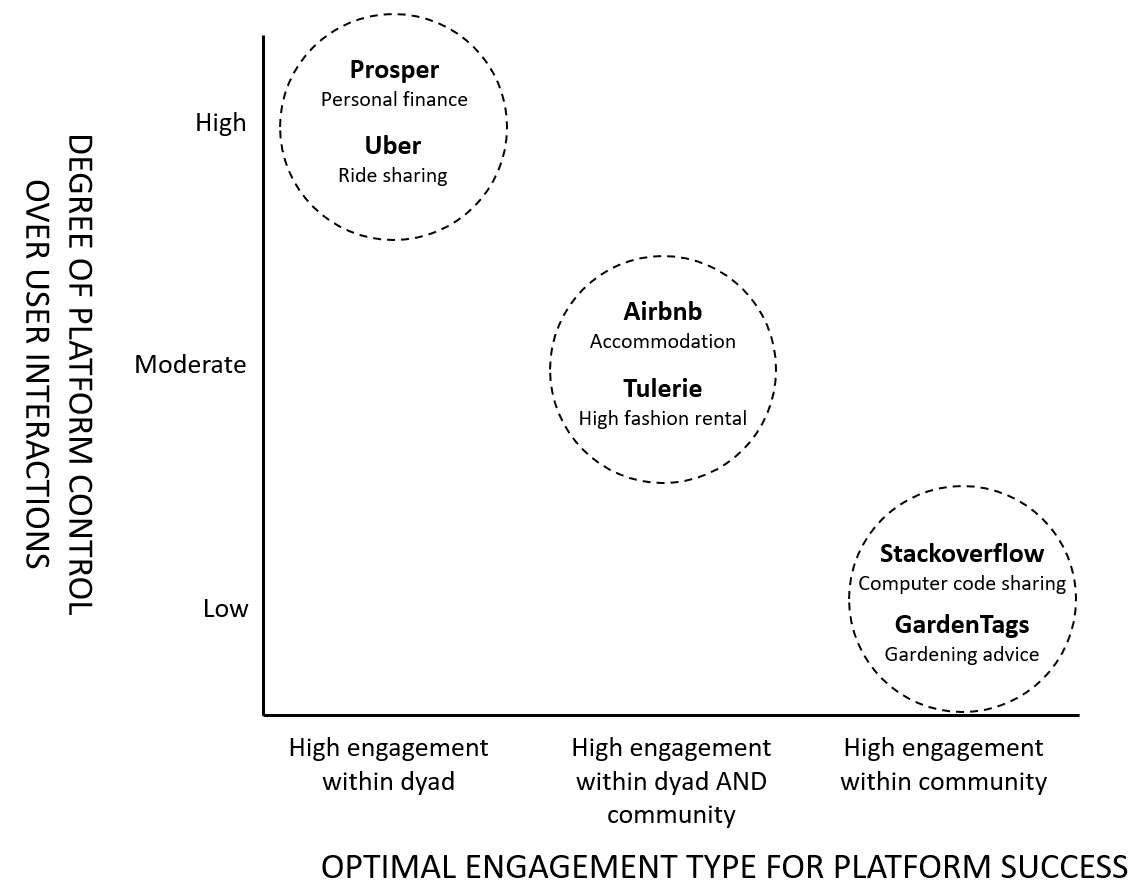 DEGREE OF PLATFORM CONTROL
OVER USER INTERACTIONS
High
Moderate
Low
Prosper
Personal finance
Uber
Ride sharing
Airbnb
Accommodation
Tulerie
High fashion rental
Stackoverflow
Computer code sharing
GardenTags
Gardening advice
High engagement
within dyad
High engagement
within dyad AND
community
High engagement
within community
OPTIMAL ENGAGEMENT TYPE FOR PLATFORM SUCCESS